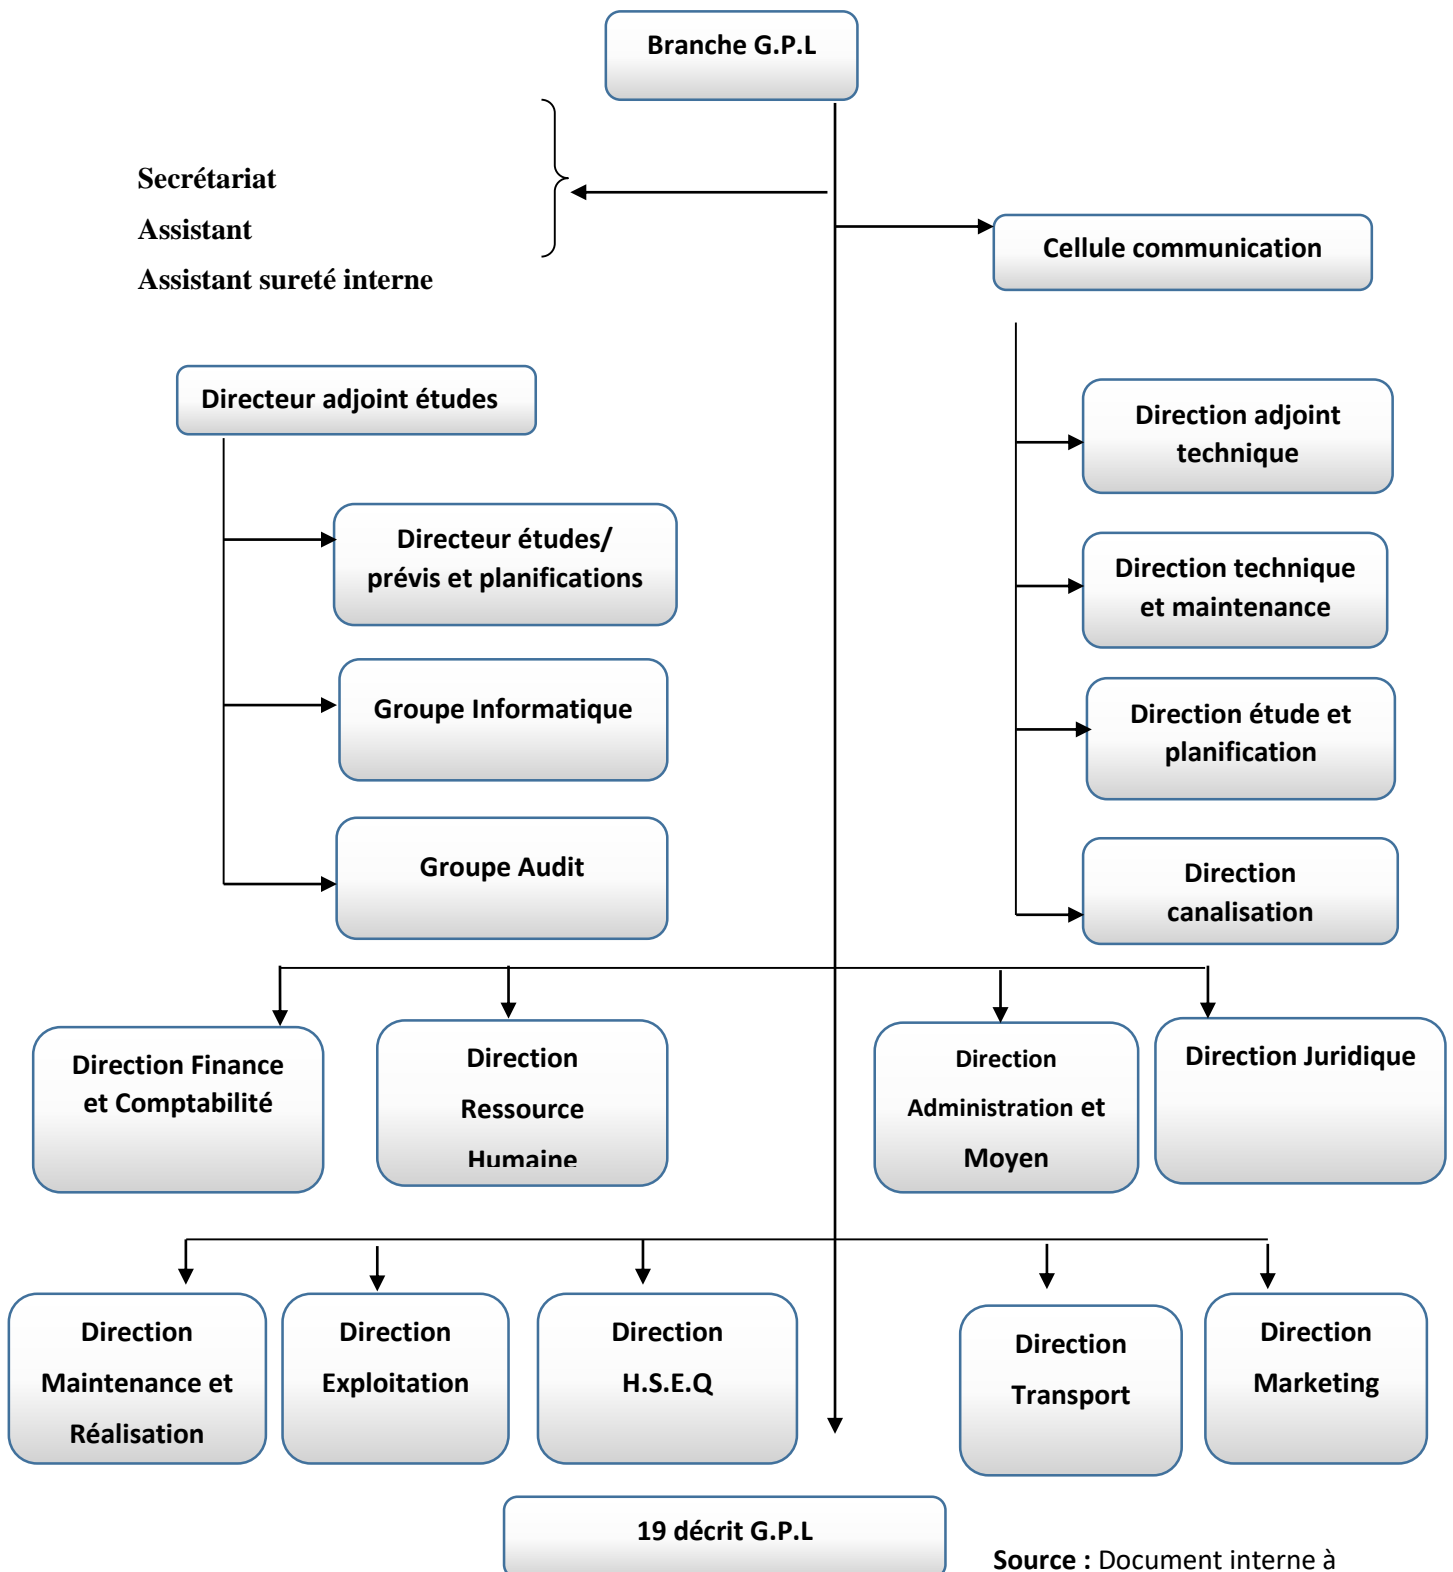 Branche G.P.L
Secrétariat
Assistant
Assistant sureté interne
Cellule communication
Directeur adjoint études
Direction adjoint
technique
Directeur études/
prévis et planifications
Direction technique
et maintenance
Groupe Informatique
Direction étude et
planification
Groupe Audit
Direction
canalisation
Direction Finance
et Comptabilité
Direction
Ressource
Humaine
Direction
Administration et
Moyen
Direction Juridique
Direction
Maintenance et
Réalisation
Direction
Exploitation
Direction
H.S.E.Q
Direction
Transport
Direction
Marketing
19 décrit G.P.L
Source : Document interne à